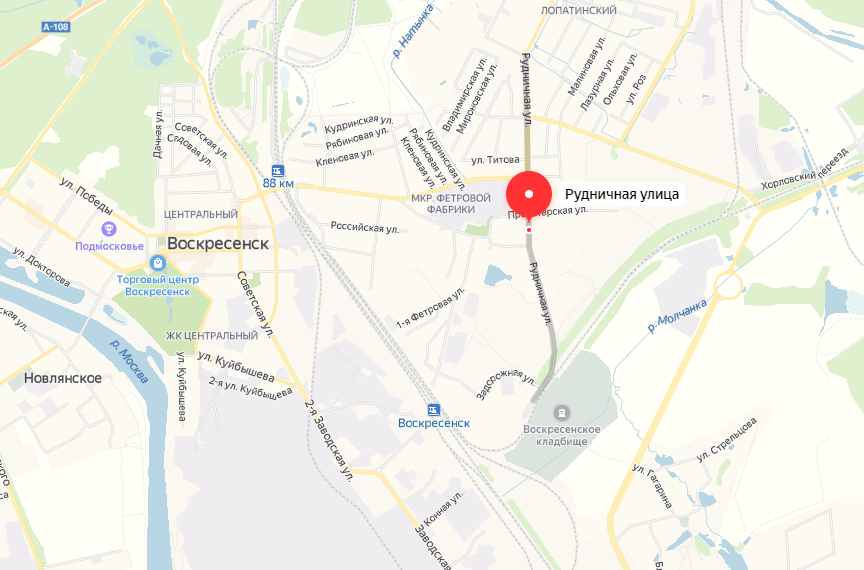 ЛОПАТИНСКИЙ
А-108
р. Натынка
Рудничная ул.
Малиновая ул.
Лазурная ул.
Ольховая ул.
ул. Роз
Владимирская ул.
Мироновская ул.
Дачная ул.
Советская ул.
Садовая ул.
Кудринская ул.
Рябиновая ул.
Кленовая ул.
Кудринская ул.
Рябиновая ул.
Кленовая ул.
ул. Титова
Хорловский переезд
88 км
ул. Победы
МКР. ФЕТРОВОЙ
ФАБРИКИ
Рудничная улица
ЦЕНТРАЛЬНЫЙ
Российская ул.
Подмосковье
Воскресенск
ул. Докторова
Торговый центр
Воскресенск
Советская ул.
Рудничная ул.
1-я Фетровая ул.
р. Молчанка
ЖК ЦЕНТРАЛЬНЫЙ
р. Москва
ул. Куйбышева
ул. Куйбышева
2-я ул. Куйбышева
Новлянское
Задорожная ул.
2-я Заводская ул.
Воскресенск
Воскресенское
кладбище
ул. Стрельцова
ул. Гагарина
Конная ул.
Заводская